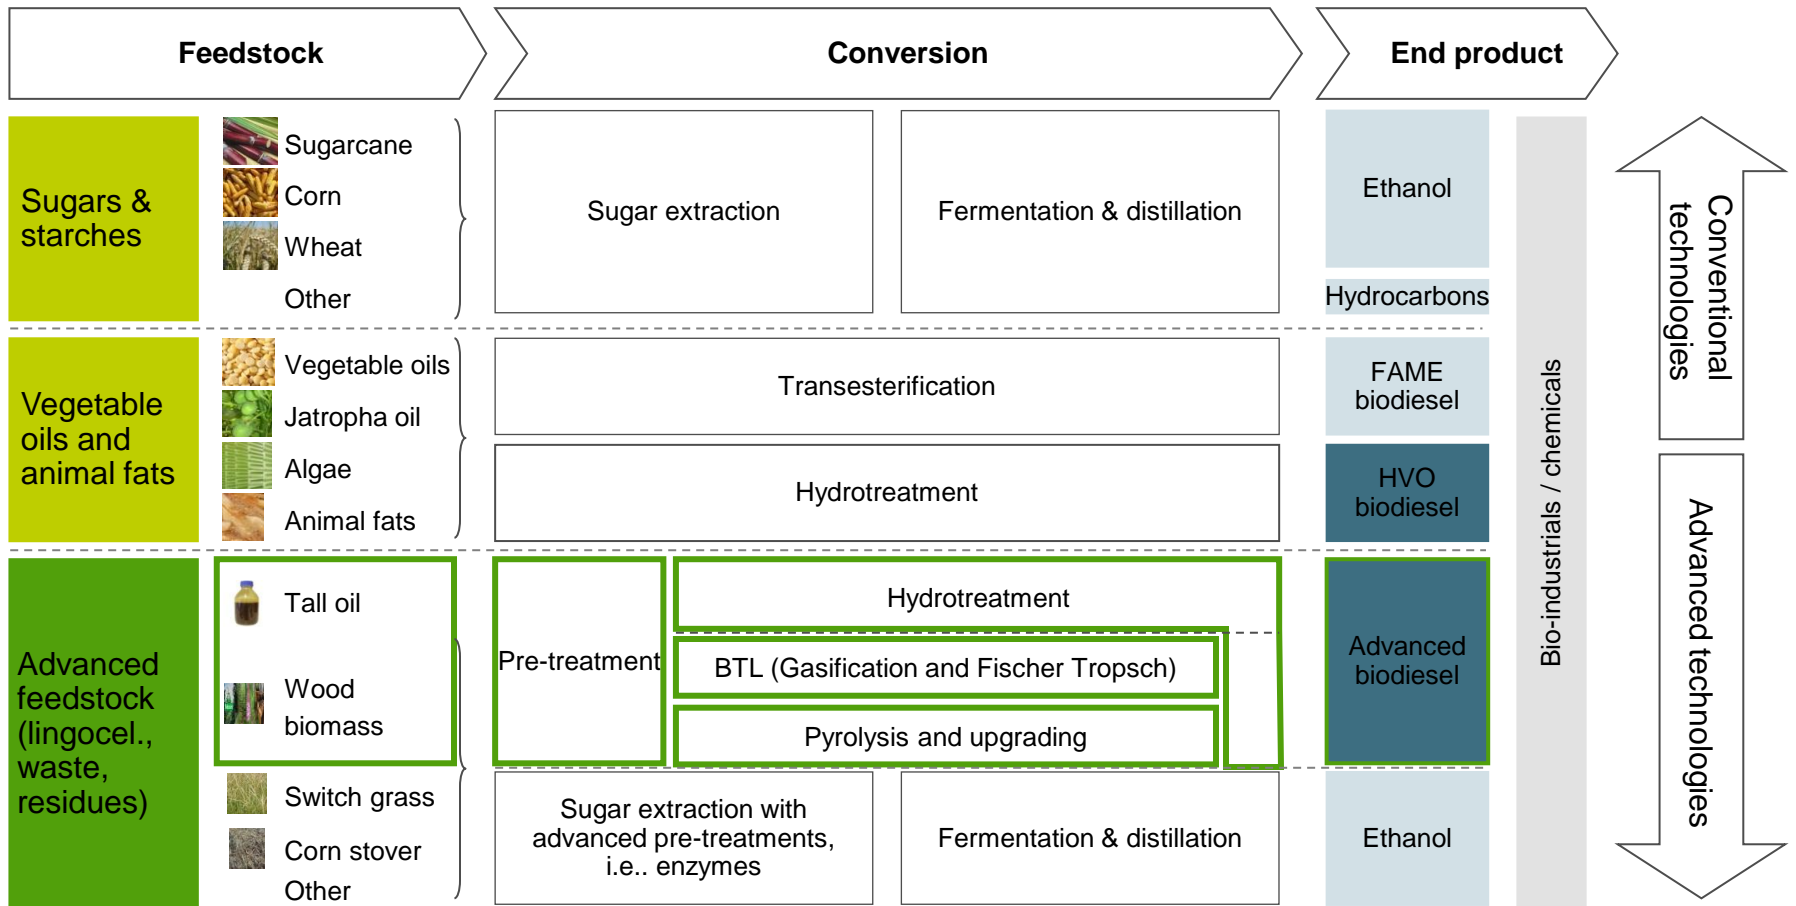 Feedstock
Conversion
End product
Sugars &
starches
Sugarcane
Corn
Wheat
Other
Sugar extraction
Fermentation & distillation
Ethanol
Hydrocarbons
Vegetable
oils and
animal fats
Vegetable oils
Jatropha oil
Algae
Animal fats
Transesterification
Hydrotreatment
FAME
biodiesel
HVO
biodiesel
Advanced
feedstock
(lingocel.,
waste,
residues)
Tall oil
Wood
biomass
Switch grass
Corn stover
Other
Pre-treatment
Hydrotreatment
BTL (Gasification and Fischer Tropsch)
Pyrolysis and upgrading
Advanced
biodiesel
Sugar extraction with
advanced pre-treatments,
i.e.. enzymes
Fermentation & distillation
Ethanol
Bio-industrials / chemicals
Conventional
technologies
Advanced technologies